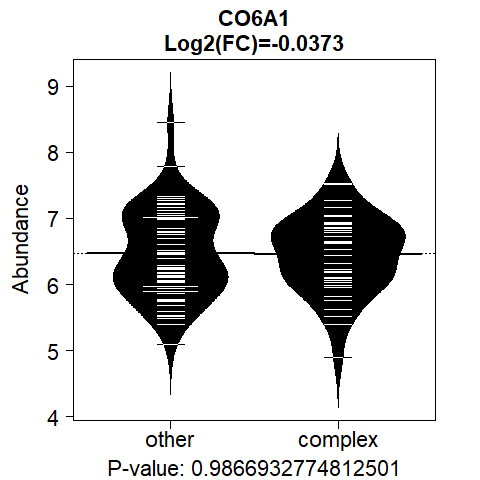 CO6A1
Log2(FC)=-0.0373
9
8
7
6
5
4
Abundance
other complex
P-value: 0.9866932774812501